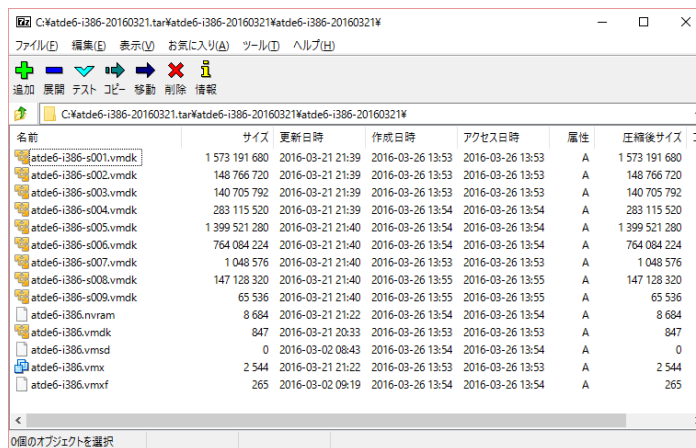 C:¥atde6-i386-20160321.tar¥atde6-i386-20160321¥atde6-i386-20160321¥
ファイル(F) 編集(E) 表示(V) お気に入り(A) ツール(T) ヘルプ(H)
追加 展開 テスト コピー 移動 削除 情報
C:¥atde6-i386-20160321.tar¥atde6-i386-20160321¥atde6-i386-20160321¥
名前 サイズ 更新日時 作成日時 アクセス日時 属性 圧縮後サイズ
atde6-i386-s001.vmdk 1 573 191 680 2016-03-21 21:39 2016-03-26 13:53 2016-03-26 13:53 A 1 573 191 680
atde6-i386-s002.vmdk 148 766 720 2016-03-21 21:39 2016-03-26 13:53 2016-03-26 13:53 A 148 766 720
atde6-i386-s003.vmdk 140 705 792 2016-03-21 21:39 2016-03-26 13:53 2016-03-26 13:53 A 140 705 792
atde6-i386-s004.vmdk 283 115 520 2016-03-21 21:39 2016-03-26 13:54 2016-03-26 13:54 A 283 115 520
atde6-i386-s005.vmdk 1 399 521 280 2016-03-21 21:40 2016-03-26 13:54 2016-03-26 13:54 A 1 399 521 280
atde6-i386-s006.vmdk 764 084 224 2016-03-21 21:40 2016-03-26 13:54 2016-03-26 13:54 A 764 084 224
atde6-i386-s007.vmdk 1 048 576 2016-03-21 21:40 2016-03-26 13:53 2016-03-26 13:53 A 1 048 576
atde6-i386-s008.vmdk 147 128 320 2016-03-21 21:40 2016-03-26 13:55 2016-03-26 13:55 A 147 128 320
atde6-i386-s009.vmdk 65 536 2016-03-21 21:40 2016-03-26 13:55 2016-03-26 13:55 A 65 536
atde6-i386.nvram 8 684 2016-03-21 21:22 2016-03-26 13:54 2016-03-26 13:54 A 8 684
atde6-i386.vmdk 847 2016-03-21 20:33 2016-03-26 13:53 2016-03-26 13:53 A 847
atde6-i386.vmsd 0 2016-03-02 08:43 2016-03-26 13:54 2016-03-26 13:54 A 0
atde6-i386.vmx 2 544 2016-03-21 21:22 2016-03-26 13:53 2016-03-26 13:53 A 2 544
atde6-i386.vmxf 265 2016-03-02 09:19 2016-03-26 13:54 2016-03-26 13:54 A 265
0個のオブジェクトを選択